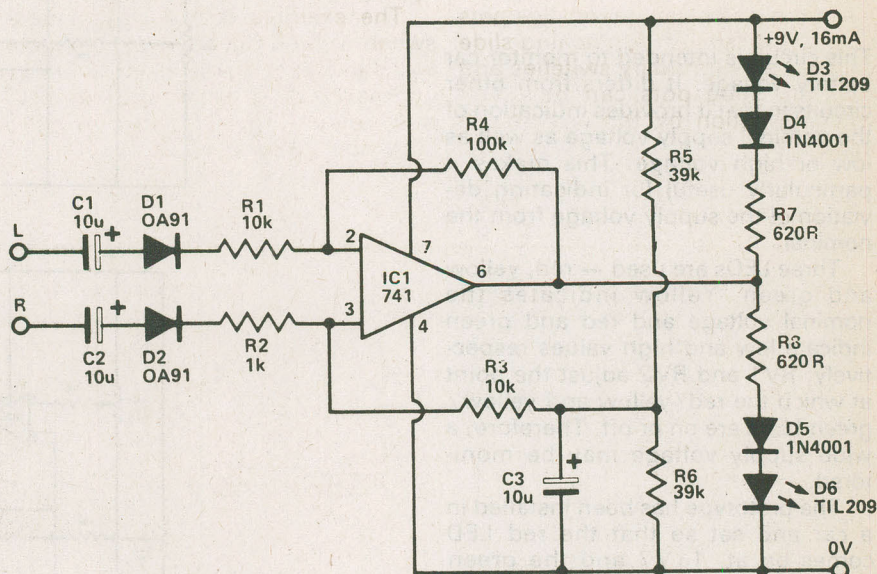 +9V, 16mA
D3
TIL209
D4
1N4001
R4
100k
R5
39k
C1
10u
+
D1
OA91
R1
10k
R7
620R
L
2
7
IC1
741
6
R
+
3
4
C2
10u
D2
OA91
R2
1k
R8
620R
R3
10k
D5
1N4001
C3
10u
+
R6
39k
D6
TIL209
0V